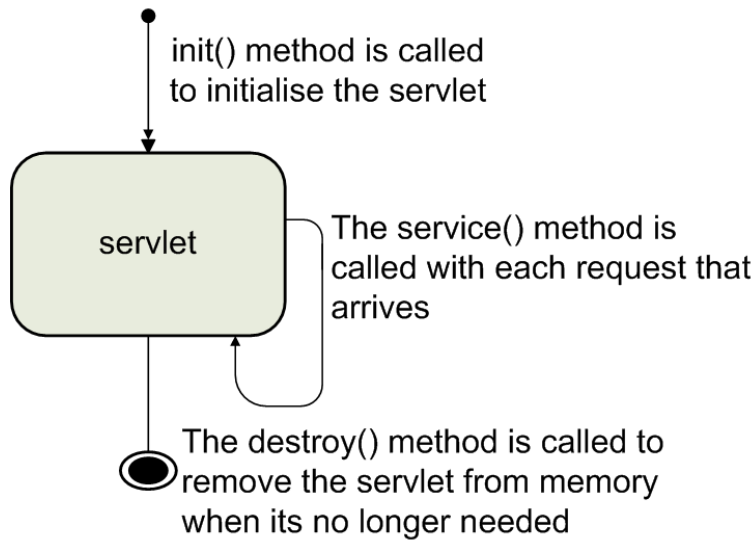 init() method is called
to initialise the servlet
servlet
The service() method is
called with each request that
arrives
The destroy() method is called to
remove the servlet from memory
when its no longer needed